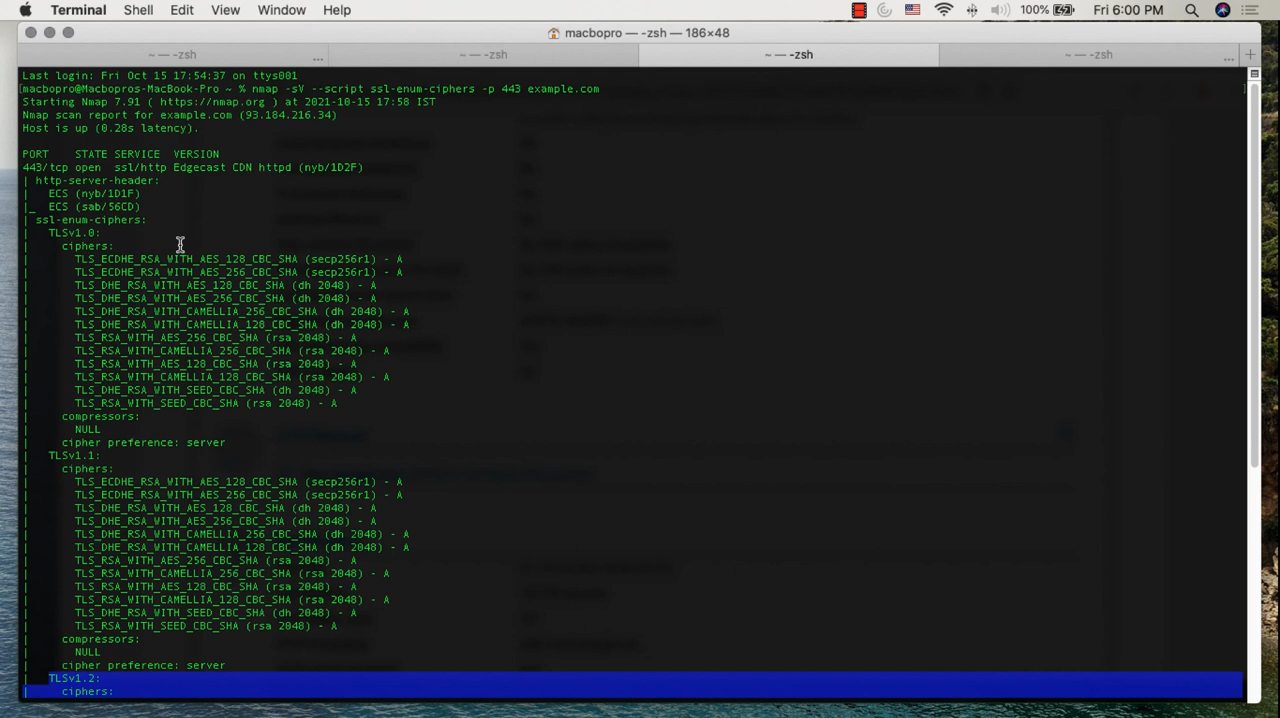 Terminal Shell Edit View Window Help 100% Fri 6:00 PM
macbopro — -zsh — 186×48
~ — -zsh ... ~ — -zsh ~ — -zsh ~ — -zsh ... +
Last login: Fri Oct 15 17:54:37 on ttys001
[macbopro@Macbopros-MacBook-Pro ~ % nmap -sV --script ssl-enum-ciphers -p 443 example.com ]
Starting Nmap 7.91 ( https://nmap.org ) at 2021-10-15 17:58 IST
Nmap scan report for example.com (93.184.216.34)
Host is up (0.28s latency).
PORT    STATE SERVICE  VERSION
443/tcp open  ssl/http Edgecast CDN httpd (nyb/1D2F)
| http-server-header:
|   ECS (nyb/1D1F)
|_  ECS (sab/56CD)
| ssl-enum-ciphers:
|   TLSv1.0:
|     ciphers:
|       TLS_ECDHE_RSA_WITH_AES_128_CBC_SHA (secp256r1) - A
|       TLS_ECDHE_RSA_WITH_AES_256_CBC_SHA (secp256r1) - A
|       TLS_DHE_RSA_WITH_AES_128_CBC_SHA (dh 2048) - A
|       TLS_DHE_RSA_WITH_AES_256_CBC_SHA (dh 2048) - A
|       TLS_DHE_RSA_WITH_CAMELLIA_256_CBC_SHA (dh 2048) - A
|       TLS_DHE_RSA_WITH_CAMELLIA_128_CBC_SHA (dh 2048) - A
|       TLS_RSA_WITH_AES_256_CBC_SHA (rsa 2048) - A
|       TLS_RSA_WITH_CAMELLIA_256_CBC_SHA (rsa 2048) - A
|       TLS_RSA_WITH_AES_128_CBC_SHA (rsa 2048) - A
|       TLS_RSA_WITH_CAMELLIA_128_CBC_SHA (rsa 2048) - A
|       TLS_DHE_RSA_WITH_SEED_CBC_SHA (dh 2048) - A
|       TLS_RSA_WITH_SEED_CBC_SHA (rsa 2048) - A
|     compressors:
|       NULL
|     cipher preference: server
|   TLSv1.1:
|     ciphers:
|       TLS_ECDHE_RSA_WITH_AES_128_CBC_SHA (secp256r1) - A
|       TLS_ECDHE_RSA_WITH_AES_256_CBC_SHA (secp256r1) - A
|       TLS_DHE_RSA_WITH_AES_128_CBC_SHA (dh 2048) - A
|       TLS_DHE_RSA_WITH_AES_256_CBC_SHA (dh 2048) - A
|       TLS_DHE_RSA_WITH_CAMELLIA_256_CBC_SHA (dh 2048) - A
|       TLS_DHE_RSA_WITH_CAMELLIA_128_CBC_SHA (dh 2048) - A
|       TLS_RSA_WITH_AES_256_CBC_SHA (rsa 2048) - A
|       TLS_RSA_WITH_CAMELLIA_256_CBC_SHA (rsa 2048) - A
|       TLS_RSA_WITH_AES_128_CBC_SHA (rsa 2048) - A
|       TLS_RSA_WITH_CAMELLIA_128_CBC_SHA (rsa 2048) - A
|       TLS_DHE_RSA_WITH_SEED_CBC_SHA (dh 2048) - A
|       TLS_RSA_WITH_SEED_CBC_SHA (rsa 2048) - A
|     compressors:
|       NULL
|     cipher preference: server
|   TLSv1.2:
|     ciphers: